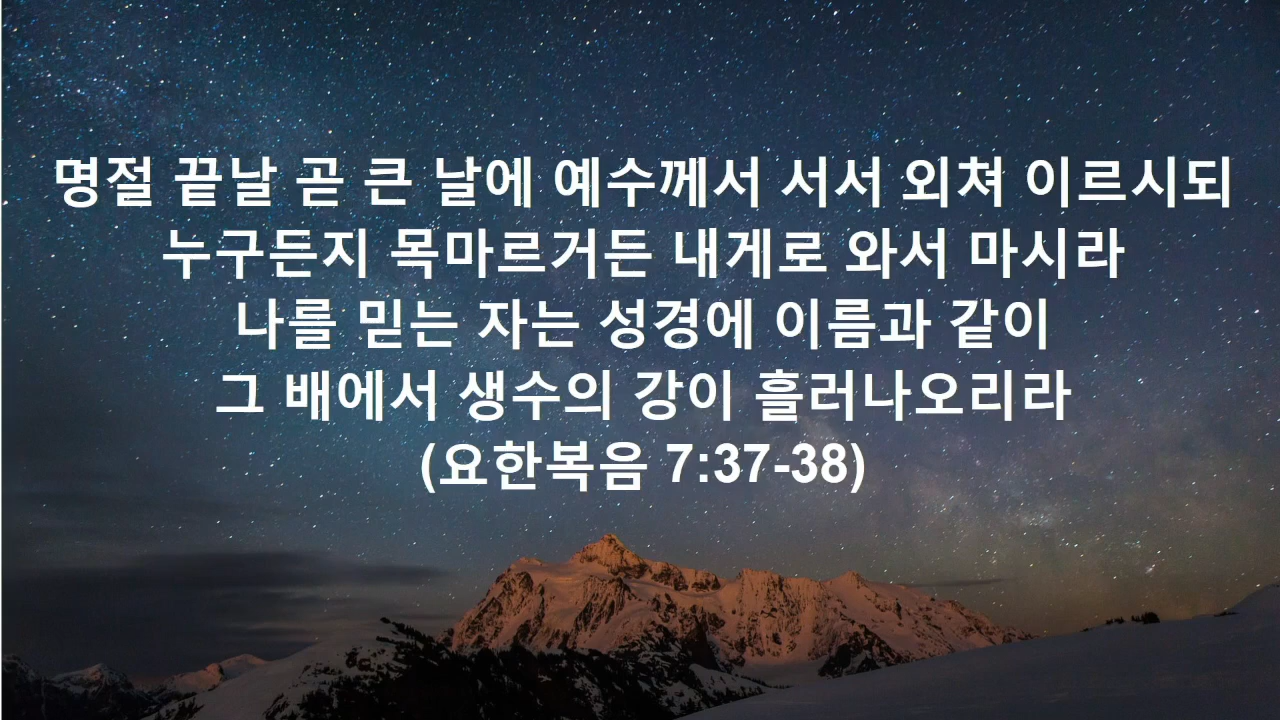 명절 끝날 곧 큰 날에 예수께서 서서 외쳐 이르시되
누구든지 목마르거든 내게로 와서 마시라
나를 믿는 자는 성경에 이름과 같이
그 배에서 생수의 강이 흘러나오리라
(요한복음 7:37-38)